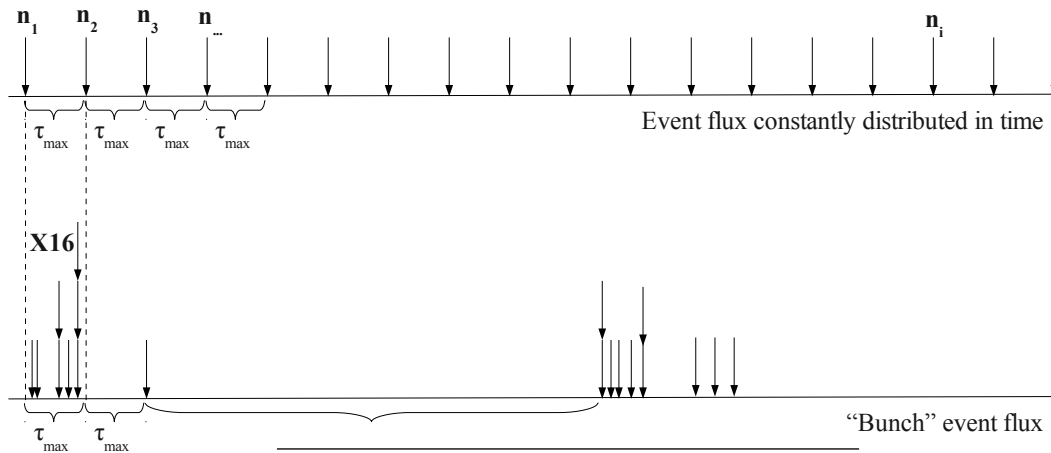 n1 n2 n3 n... ni
τmax τmax τmax τmax
Event flux constantly distributed in time
X16
τmax τmax
“Bunch” event flux